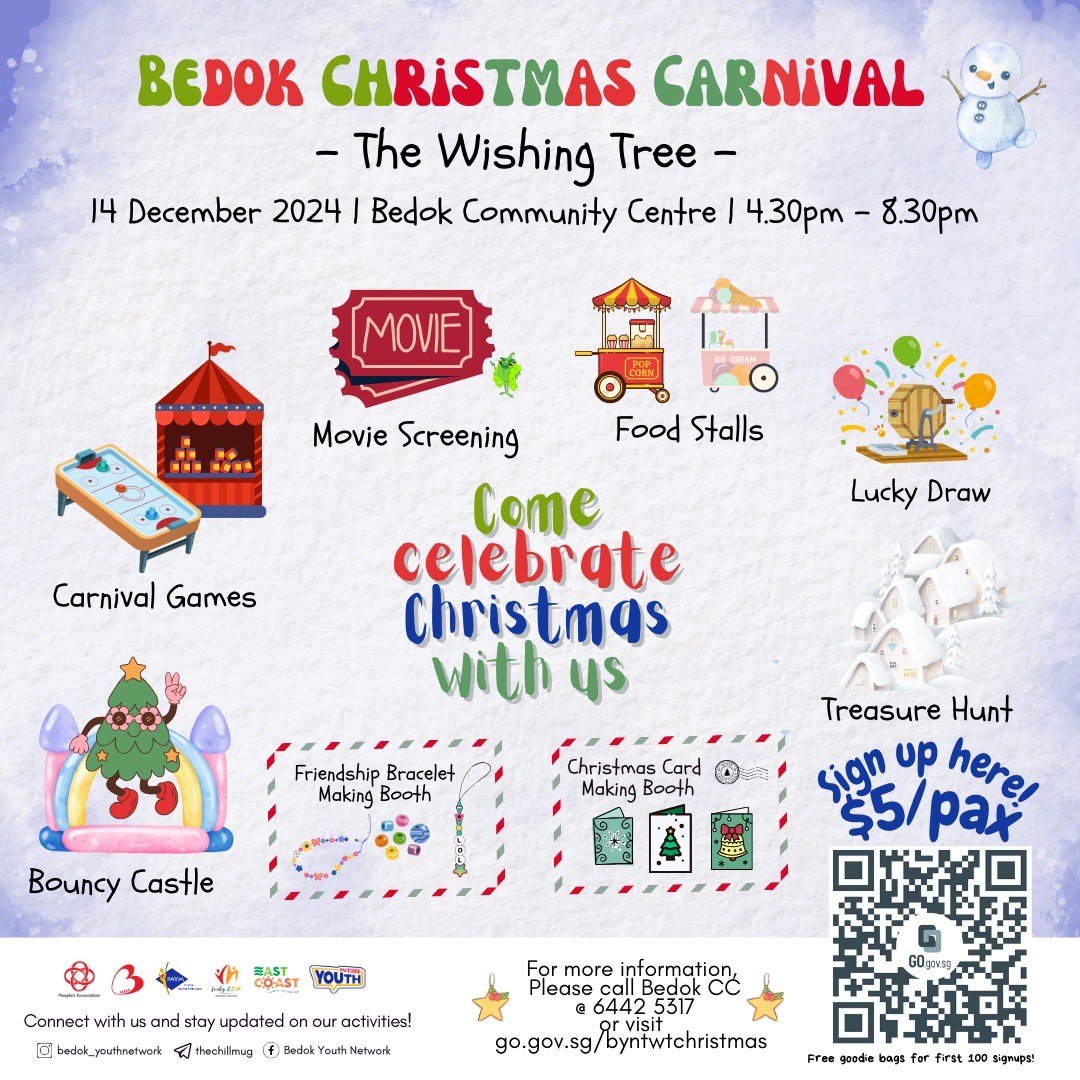 BEDOK CHRiSTMAS CARNiVAL
– The Wishing Tree –
14 December 2024 | Bedok Community Centre | 4.30pm – 8.30pm
MOVIE
Movie Screening
POP
CORN
ICE CREAM
Food Stalls
Lucky Draw
Carnival Games
Come
celebrate
Christmas
with us
Treasure Hunt
Bouncy Castle
Friendship Bracelet
Making Booth
Christmas Card
Making Booth
Sign up here!
$5/pax
GO.gov.sg
Free goodie bags for first 100 signups!
People's Association
EAST
COAST
FUTURE
YOUTH
Connect with us and stay updated on our activities!
bedok_youthnetwork
thechillmug
Bedok Youth Network
For more information,
Please call Bedok CC
@ 6442 5317
or visit
go.gov.sg/byntwtchristmas